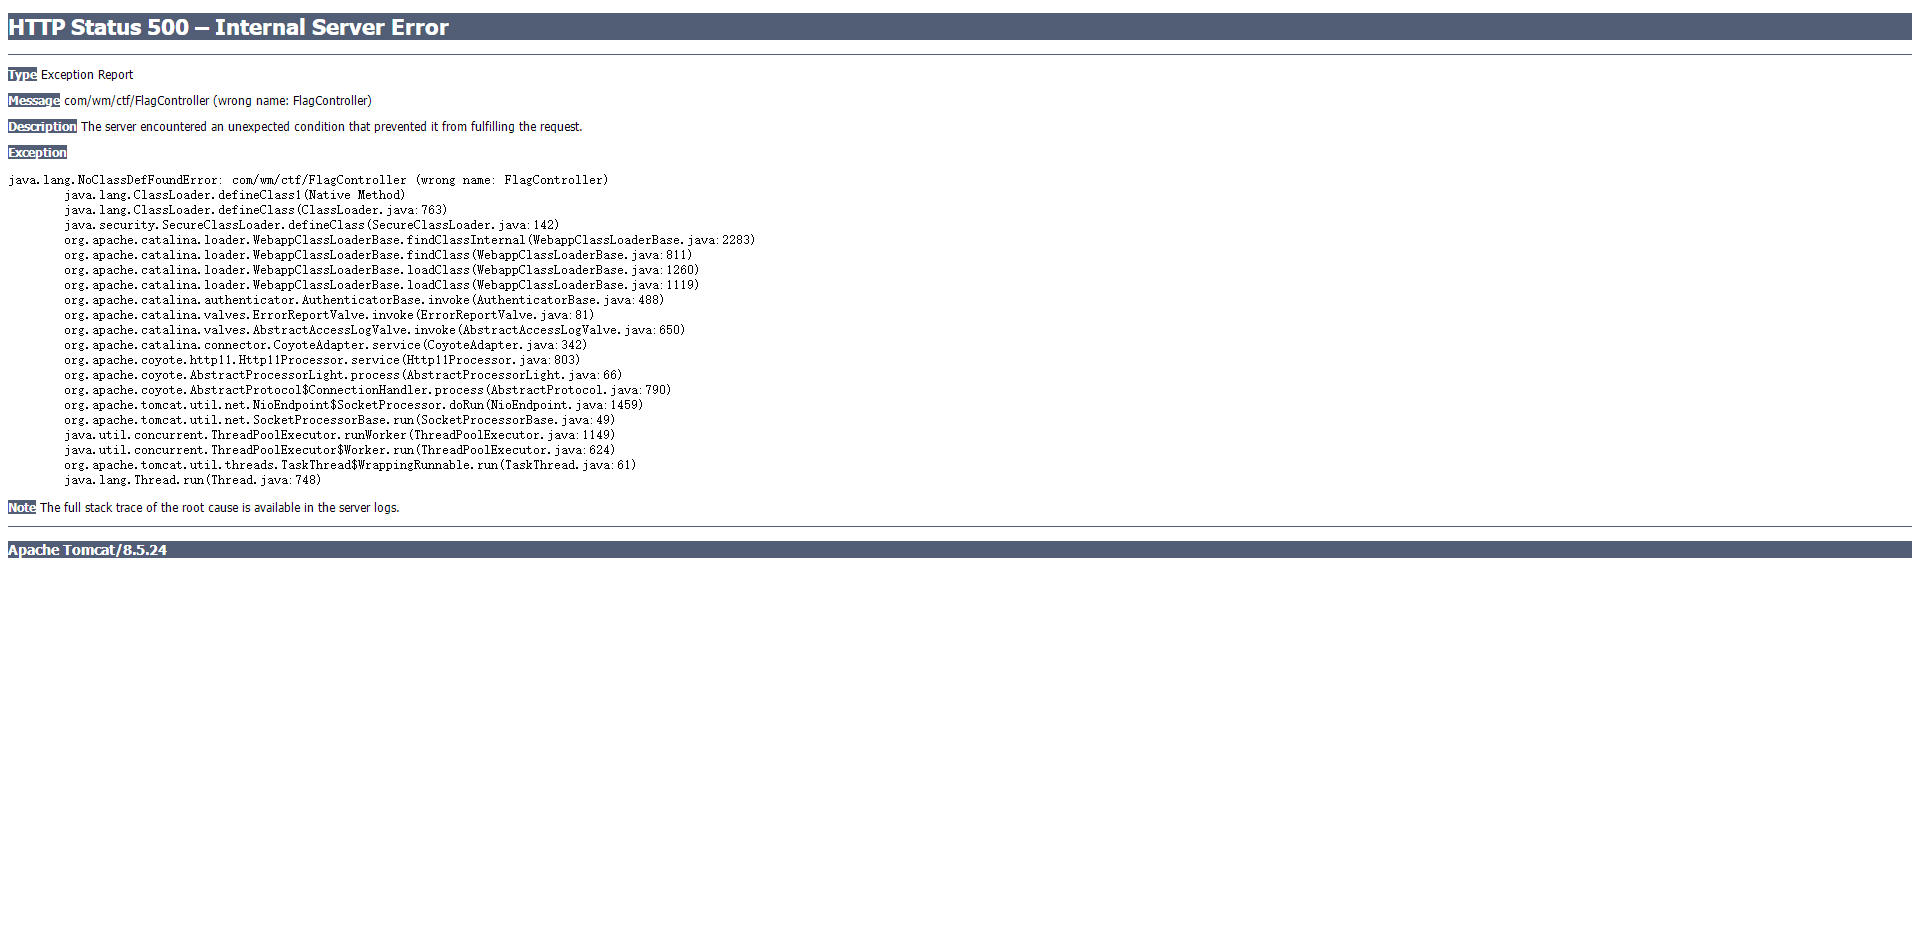 HTTP Status 500 – Internal Server Error
Type Exception Report
Message com/wm/ctf/FlagController (wrong name: FlagController)
Description The server encountered an unexpected condition that prevented it from fulfilling the request.
Exception
java.lang.NoClassDefFoundError: com/wm/ctf/FlagController (wrong name: FlagController)
java.lang.ClassLoader.defineClass1(Native Method)
java.lang.ClassLoader.defineClass(ClassLoader.java:763)
java.security.SecureClassLoader.defineClass(SecureClassLoader.java:142)
org.apache.catalina.loader.WebappClassLoaderBase.findClassInternal(WebappClassLoaderBase.java:2283)
org.apache.catalina.loader.WebappClassLoaderBase.findClass(WebappClassLoaderBase.java:811)
org.apache.catalina.loader.WebappClassLoaderBase.loadClass(WebappClassLoaderBase.java:1260)
org.apache.catalina.loader.WebappClassLoaderBase.loadClass(WebappClassLoaderBase.java:1119)
org.apache.catalina.authenticator.AuthenticatorBase.invoke(AuthenticatorBase.java:488)
org.apache.catalina.valves.ErrorReportValve.invoke(ErrorReportValve.java:81)
org.apache.catalina.valves.AbstractAccessLogValve.invoke(AbstractAccessLogValve.java:650)
org.apache.catalina.connector.CoyoteAdapter.service(CoyoteAdapter.java:342)
org.apache.coyote.http11.Http11Processor.service(Http11Processor.java:803)
org.apache.coyote.AbstractProcessorLight.process(AbstractProcessorLight.java:66)
org.apache.coyote.AbstractProtocol$ConnectionHandler.process(AbstractProtocol.java:790)
org.apache.tomcat.util.net.NioEndpoint$SocketProcessor.doRun(NioEndpoint.java:1459)
org.apache.tomcat.util.net.SocketProcessorBase.run(SocketProcessorBase.java:49)
java.util.concurrent.ThreadPoolExecutor.runWorker(ThreadPoolExecutor.java:1149)
java.util.concurrent.ThreadPoolExecutor$Worker.run(ThreadPoolExecutor.java:624)
org.apache.tomcat.util.threads.TaskThread$WrappingRunnable.run(TaskThread.java:61)
java.lang.Thread.run(Thread.java:748)
Note The full stack trace of the root cause is available in the server logs.
Apache Tomcat/8.5.24